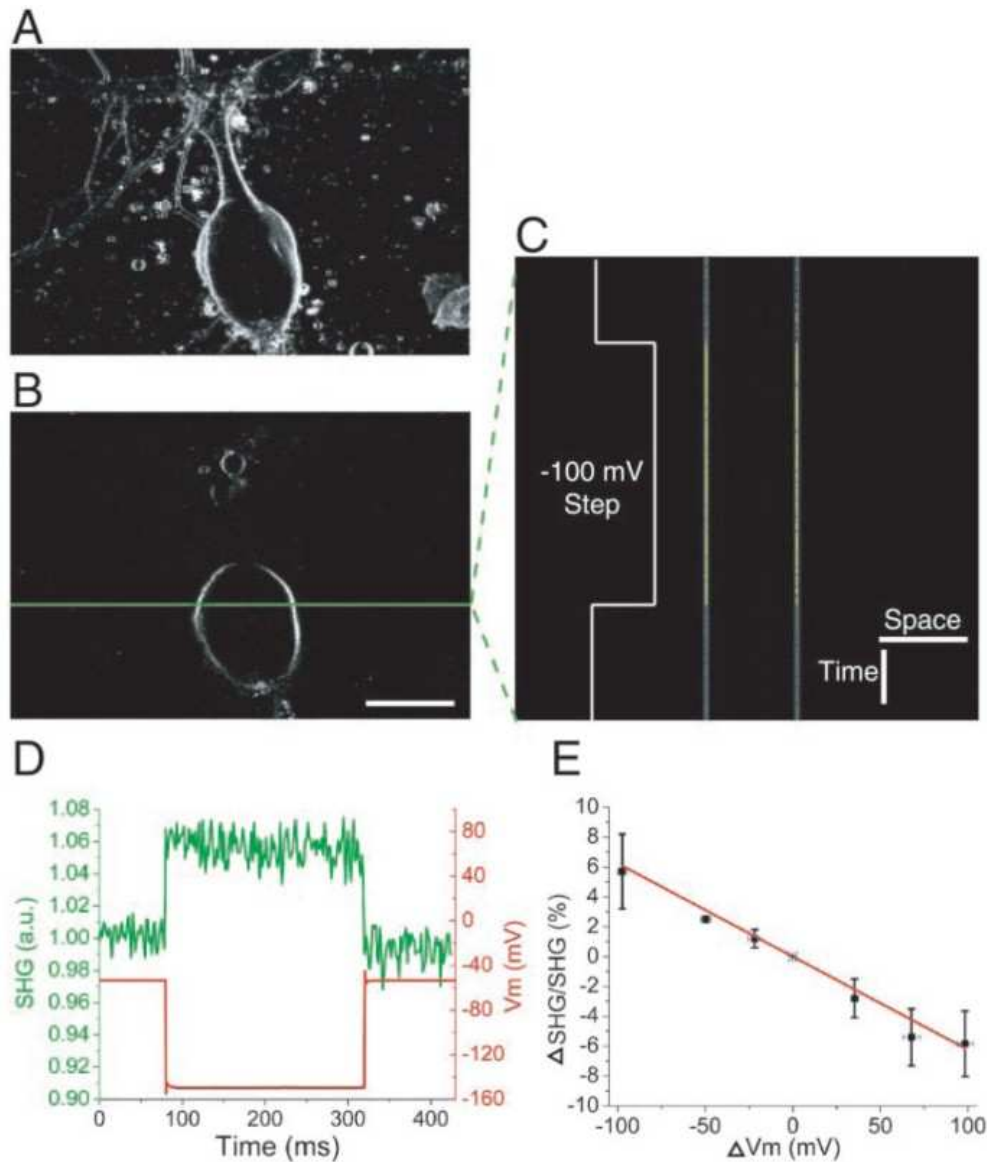 A
B
C
-100 mV
Step
Space
Time
D
1.08
1.06
1.04
1.02
1.00
0.98
0.96
0.94
0.92
0.90
SHG (a.u.)
80
40
0
-40
-80
-120
-160
Vm (mV)
0
100
200
300
400
Time (ms)
E
10
8
6
4
2
0
-2
-4
-6
-8
-10
ΔSHG/SHG (%)
-100
-50
0
50
100
ΔVm (mV)